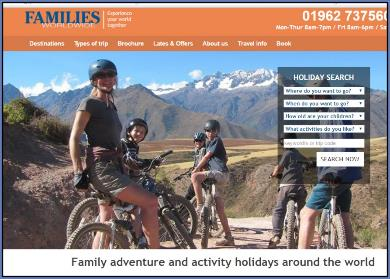 FAMILIES
WORLDWIDE
Experience
your world
together
01962 737560
Mon-Thur 8am-7pm / Fri 8am-6pm / Sa
Destinations Types of trip Brochure Lates & Offers About us Travel info Book
HOLIDAY SEARCH
Where do you want to go?
When do you want to go?
How old are your children?
What activities do you like?
keywords or trip code
SEARCH NOW
Family adventure and activity holidays around the world